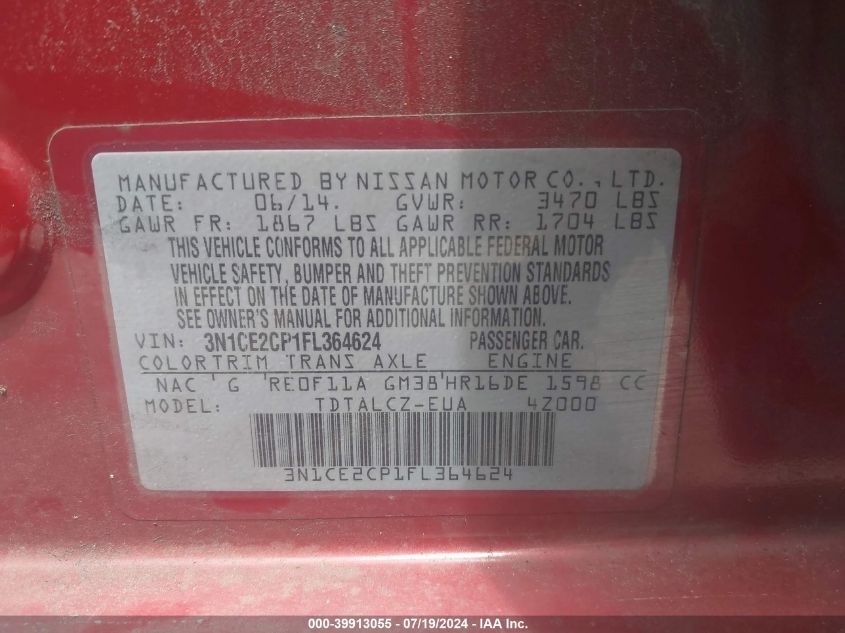 MANUFACTURED BY NISSAN MOTOR CO., LTD.
DATE: 06/14. GVWR: 3470 LBS
GAWR FR: 1867 LBS GAWR RR: 1704 LBS
THIS VEHICLE CONFORMS TO ALL APPLICABLE FEDERAL MOTOR
VEHICLE SAFETY, BUMPER AND THEFT PREVENTION STANDARDS
IN EFFECT ON THE DATE OF MANUFACTURE SHOWN ABOVE.
SEE OWNER'S MANUAL FOR ADDITIONAL INFORMATION.
VIN: 3N1CE2CP1FL364624 PASSENGER CAR.
COLOR TRIM TRANS AXLE ENGINE
NAC G RE0F11A GM38 HR16DE 1598 CC
MODEL: TDTALCZ-EUA 4Z000
3N1CE2CP1FL364624
000-39913055 - 07/19/2024 - IAA Inc.